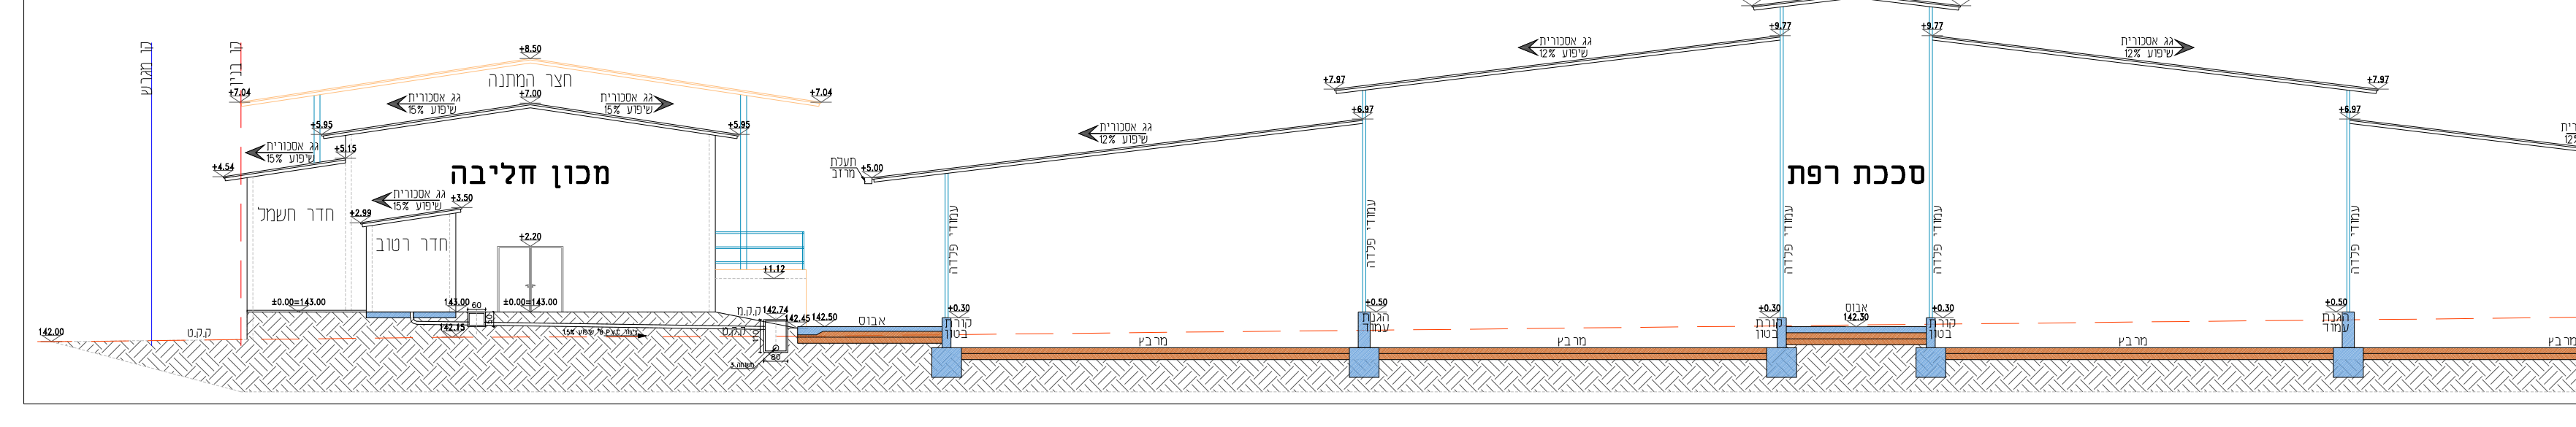 קו מגרש
קו בנין
+8.50
חצר המתנה
+7.04
+7.04
+7.00
גג אסכורית
שיפוע 15%
גג אסכורית
שיפוע 15%
+5.95
+5.95
גג אסכורית
שיפוע 15%
+5.15
+4.54
מכון חליבה
גג אסכורית
שיפוע 15%
+3.50
+2.99
חדר חשמל
חדר רטוב
+2.20
+1.12
±0.00=143.00
143.00
60
±0.00=143.00
142.15
ק.ק.מ
142.74
142.45
142.50
ק.ק.ט
ק.ק.ט
142.00
80
אבוס
תעלת
מרזב
+5.00
גג אסכורית
שיפוע 12%
+6.97
+7.97
גג אסכורית
שיפוע 12%
+9.77
+9.77
גג אסכורית
שיפוע 12%
+7.97
+6.97
12%
סככת רפת
עמודי פלדה
עמודי פלדה
עמודי פלדה
עמודי פלדה
עמודי פלדה
+0.30
קורת
בטון
מרבץ
+0.50
הגנת
עמוד
מרבץ
+0.30
קורת
בטון
אבוס
142.30
+0.30
קורת
בטון
מרבץ
+0.50
הגנת
עמוד
מרבץ